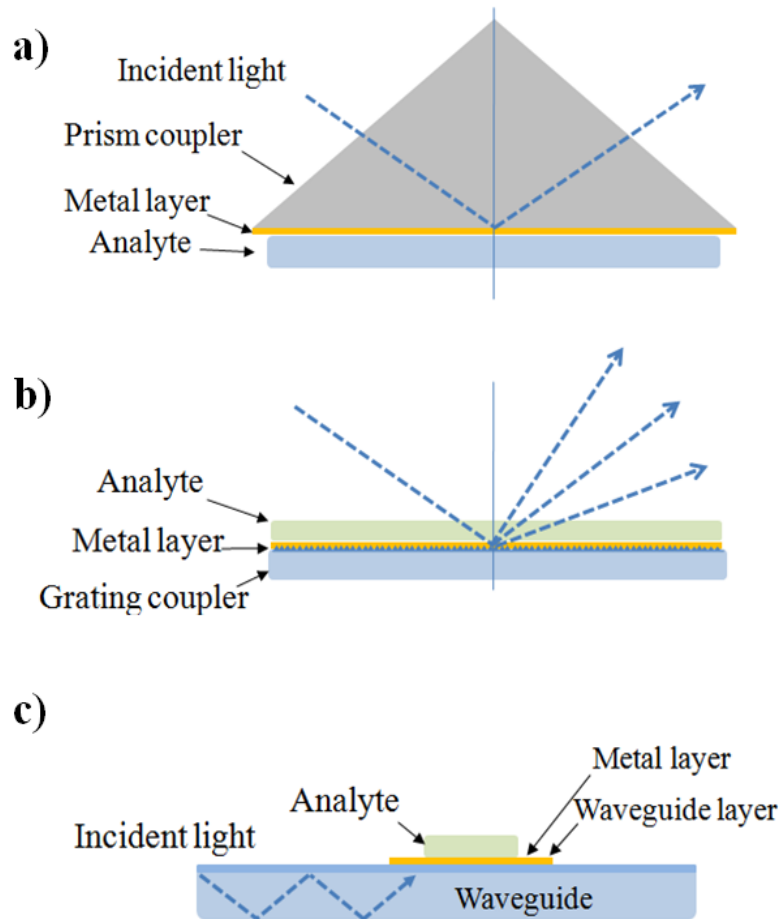 a)
Incident light
Prism coupler
Metal layer
Analyte
b)
Analyte
Metal layer
Grating coupler
c)
Metal layer
Analyte
Waveguide layer
Incident light
Waveguide